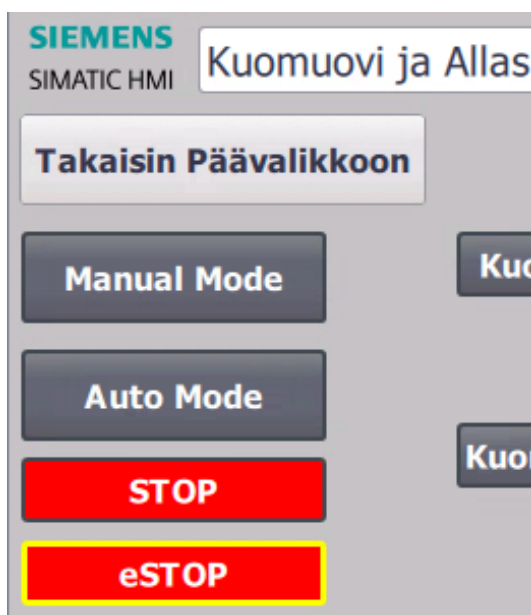 SIEMENS
SIMATIC HMI
Kuomuovi ja Allas
Takaisin Päävalikkoon
Manual Mode
Auto Mode
STOP
eSTOP